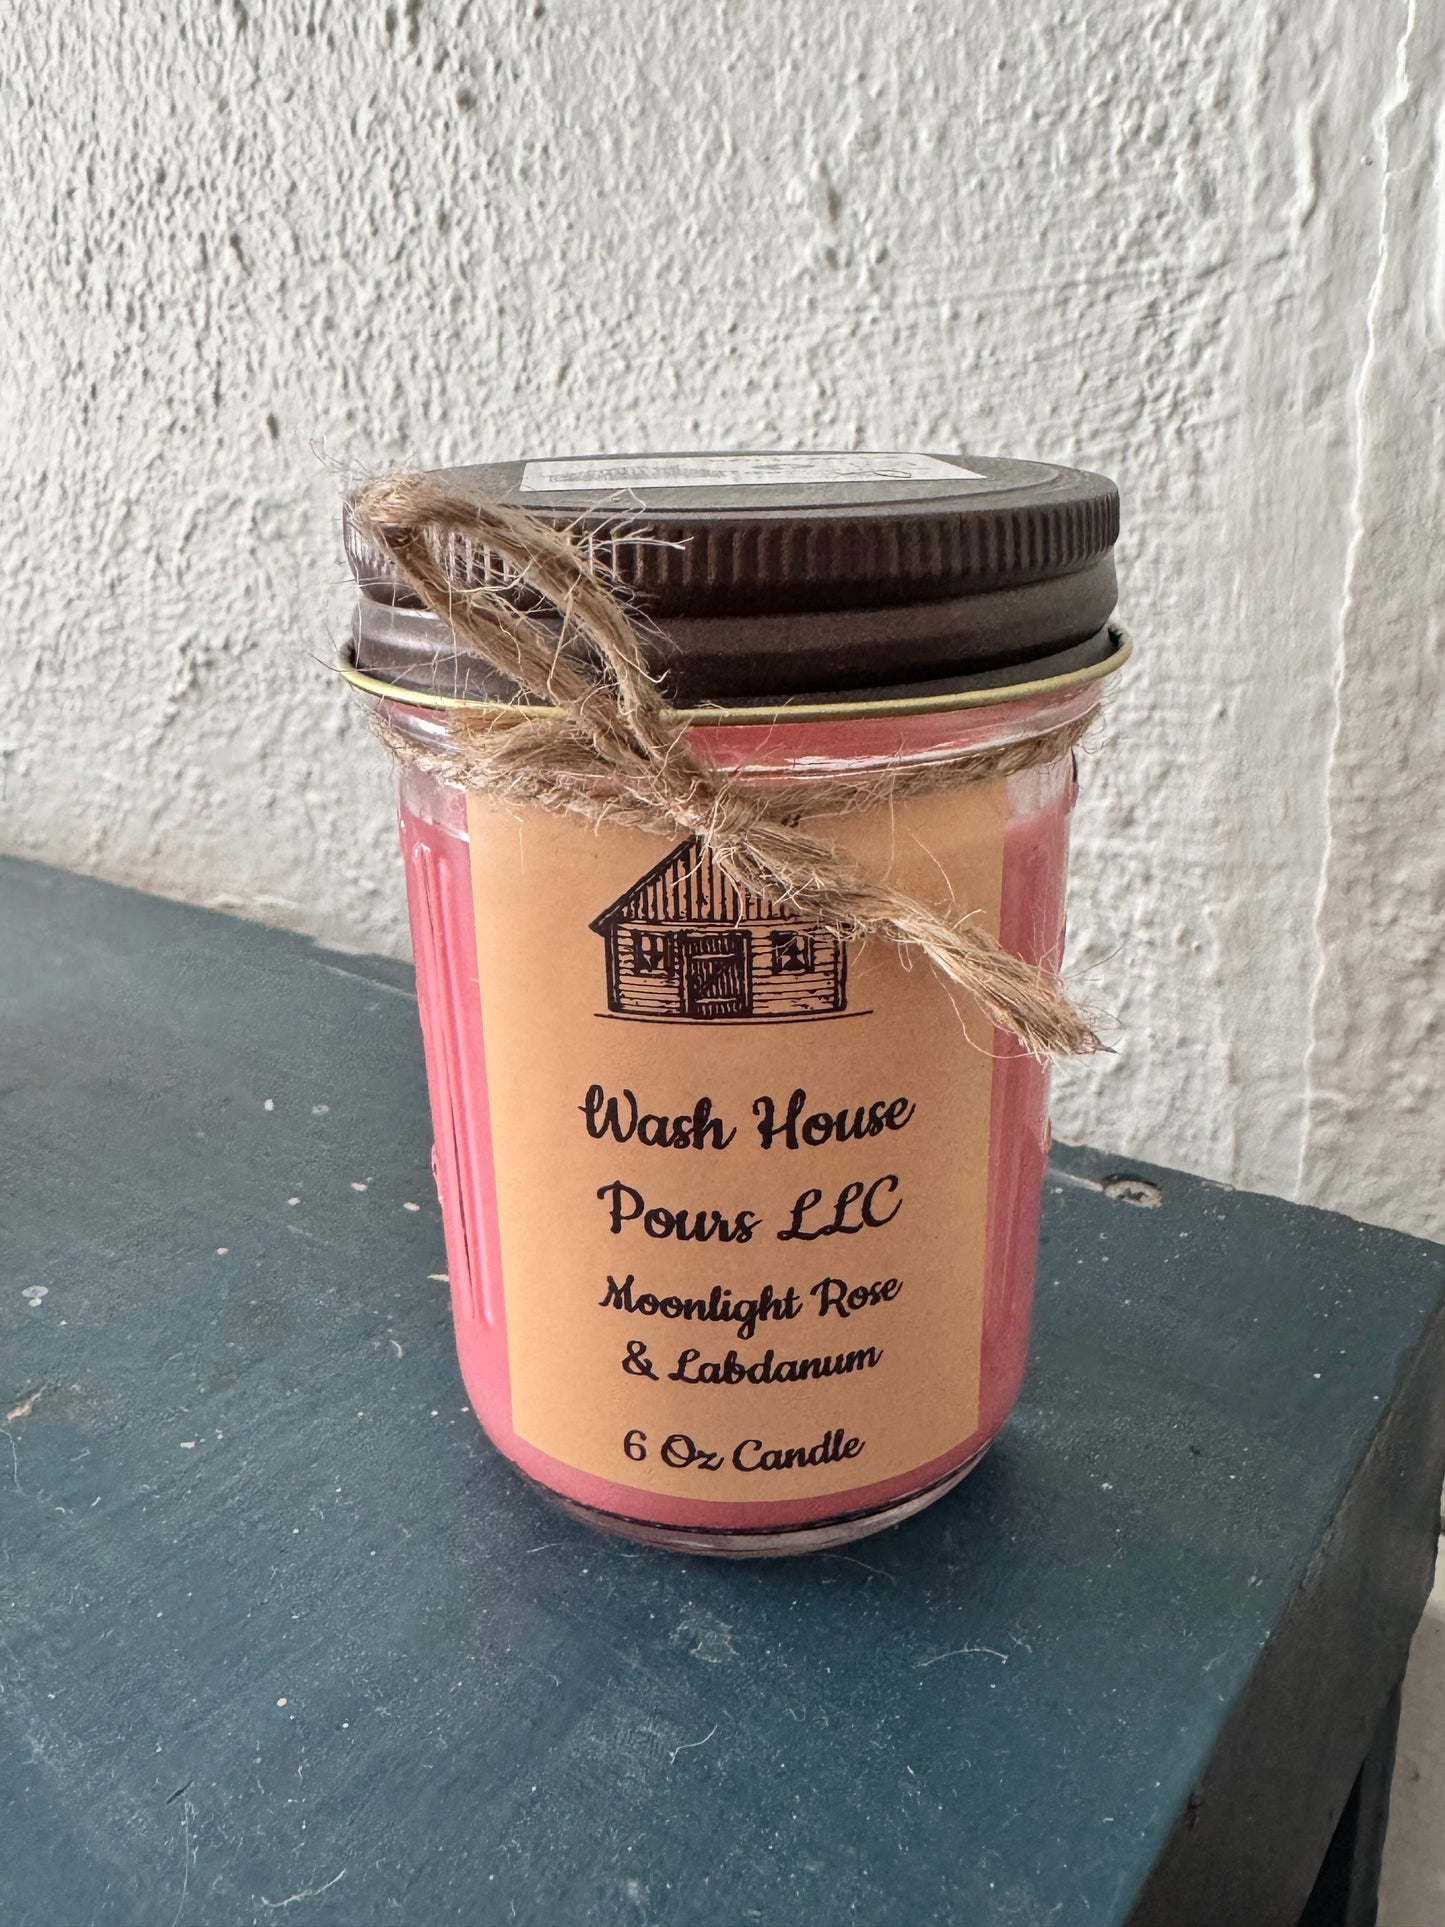 Wash House
Pours LLC
Moonlight Rose
& Labdanum
6 Oz Candle